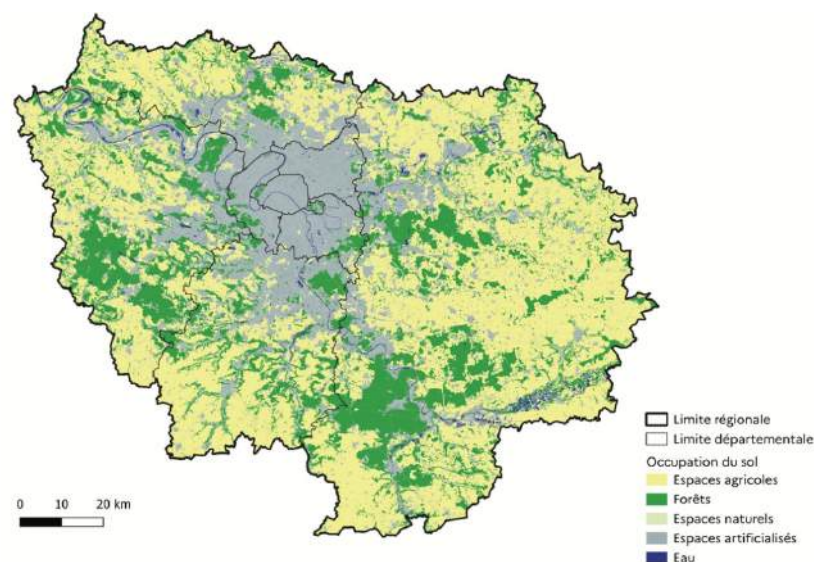 Limite régionale
Limite départementale
Occupation du sol
Espaces agricoles
Forêts
Espaces naturels
Espaces artificialisés
Eau
0 10 20 km